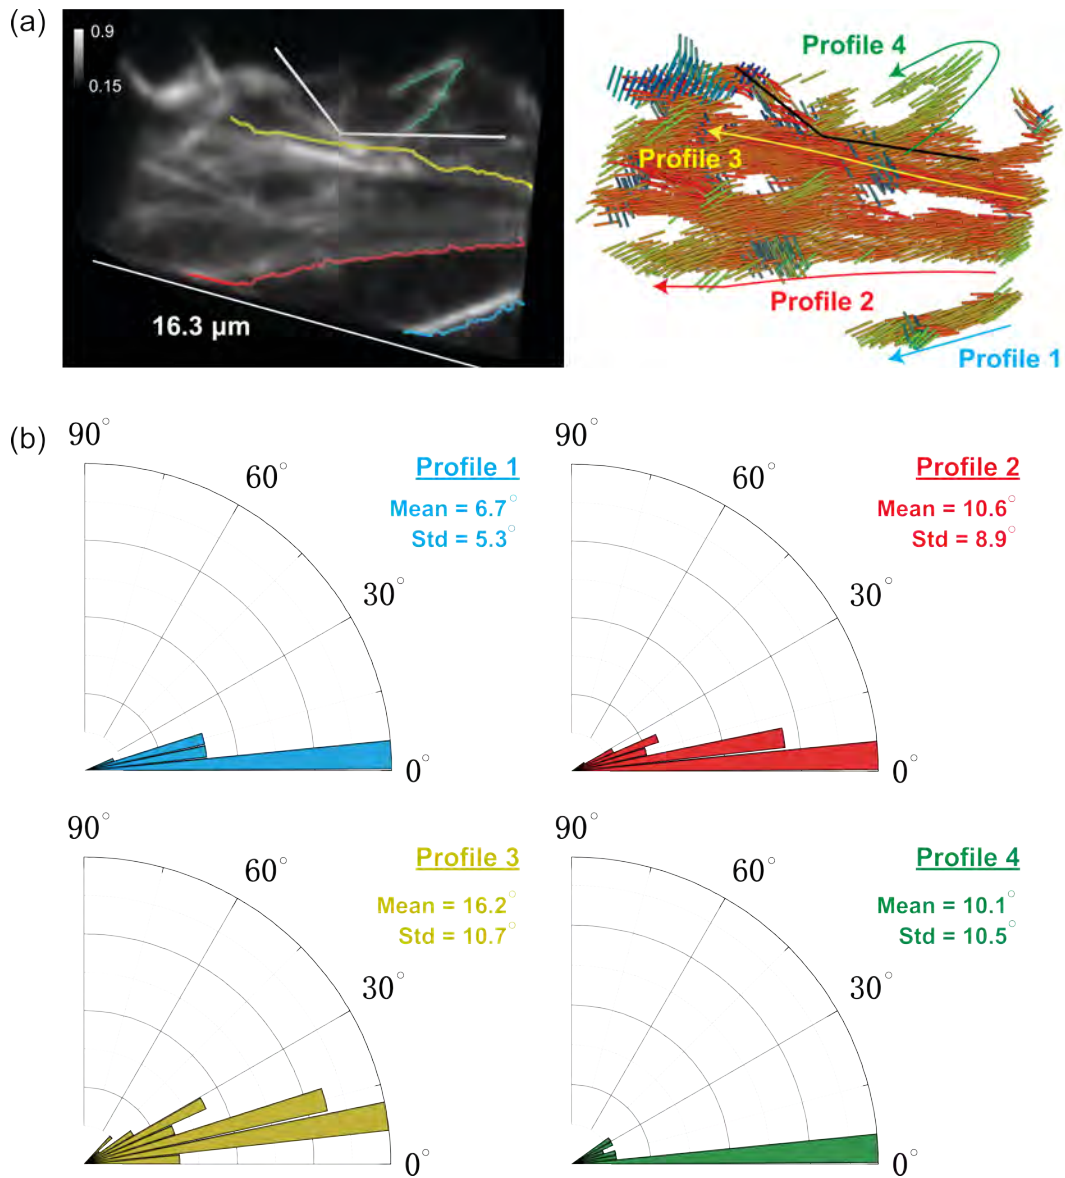 (a)
0.9
0.15
16.3 µm
Profile 4
Profile 3
Profile 2
Profile 1
(b)
90°
60°
30°
0°
Profile 1
Mean = 6.7°
Std = 5.3°
90°
60°
30°
0°
Profile 2
Mean = 10.6°
Std = 8.9°
90°
60°
30°
0°
Profile 3
Mean = 16.2°
Std = 10.7°
90°
60°
30°
0°
Profile 4
Mean = 10.1°
Std = 10.5°